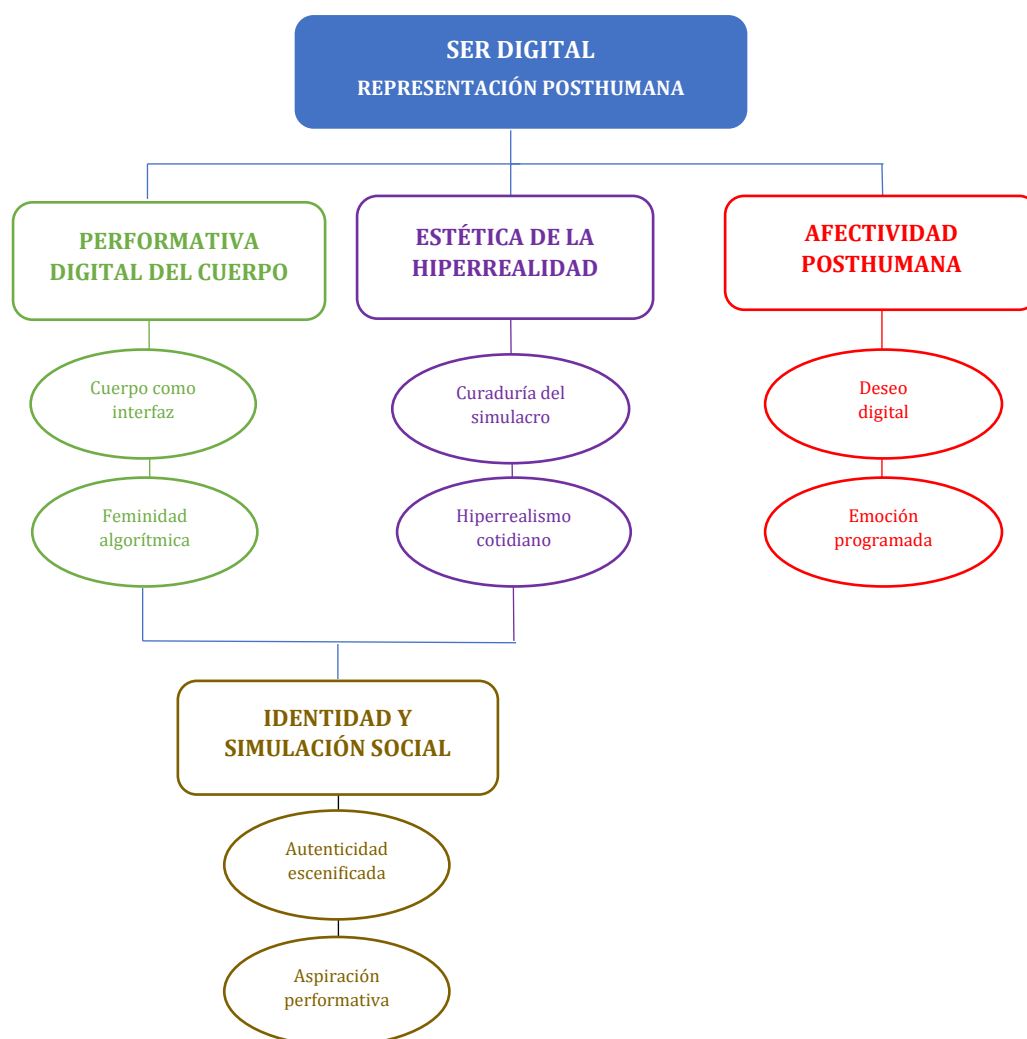 SER DIGITAL
REPRESENTACIÓN POSTHUMANA
PERFORMATIVA
DIGITAL DEL CUERPO
ESTÉTICA DE LA
HIPERREALIDAD
AFECTIVIDAD
POSTHUMANA
Cuerpo como
interfaz
Curaduría del
simulacro
Deseo
digital
Feminidad
algorítmica
Hiperrealismo
cotidiano
Emoción
programada
IDENTIDAD Y
SIMULACIÓN SOCIAL
Autenticidad
escenificada
Aspiración
performativa